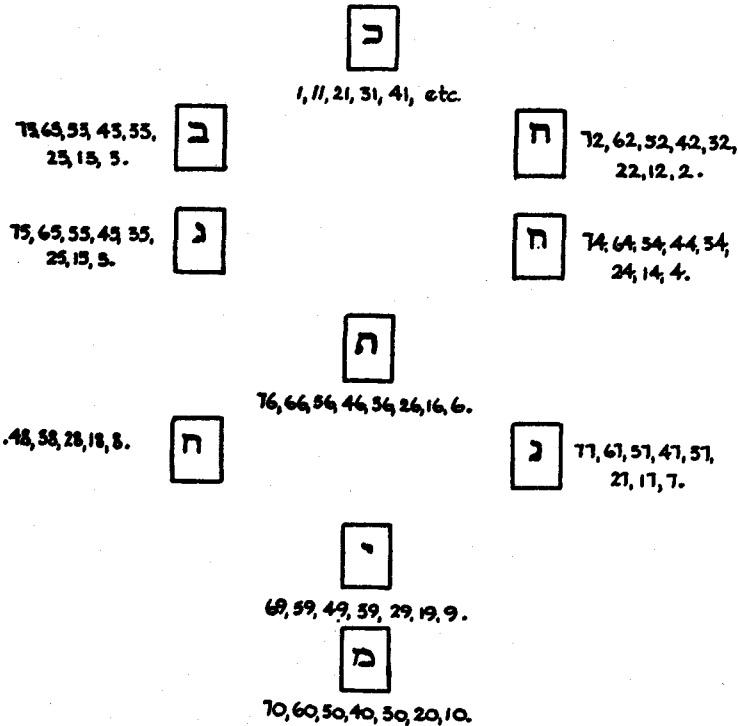 כ
1, 11, 21, 31, 41, etc.
ב
73,63,53,43,33,
23,13,3.
ח
72,62,52,42,32,
22,12,2.
ג
75,65,55,45,35,
25,15,5.
ח
74,64,54,44,34,
24,14,4.
ת
76,66,56,46,36,26,16,6.
.48,38,28,18,8.
ח
נ
77,67,57,47,37,
27,17,7.
י
69,59,49,39,29,19,9.
מ
70,60,50,40,30,20,10.